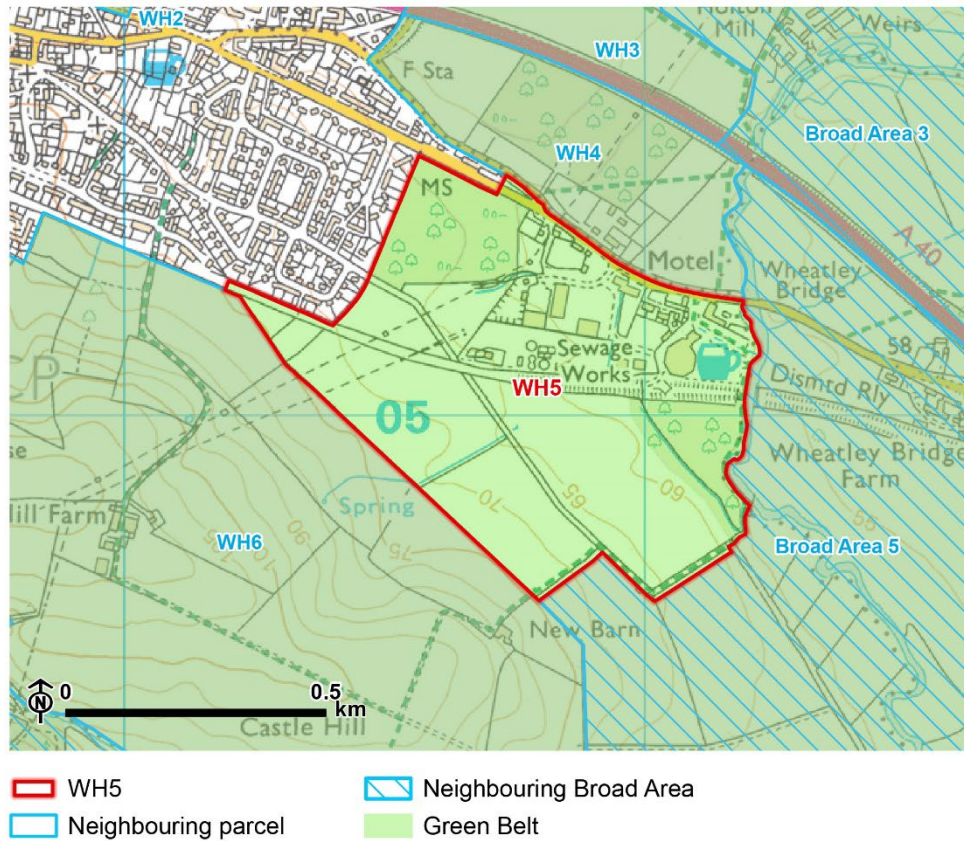 WH2
Holton
Mill
Weirs
WH3
F Sta
Broad Area 3
WH4
MS
A 40
Motel
Wheatley
Bridge
58
Sewage
Works
WH5
P
05
Dismtd Rly
Wheatley Bridge
Farm
60
65
70
Spring
55
90
75
WH6
Broad Area 5
New Barn
N
0
0.5
km
Castle Hill
WH5
Neighbouring Broad Area
Neighbouring parcel
Green Belt